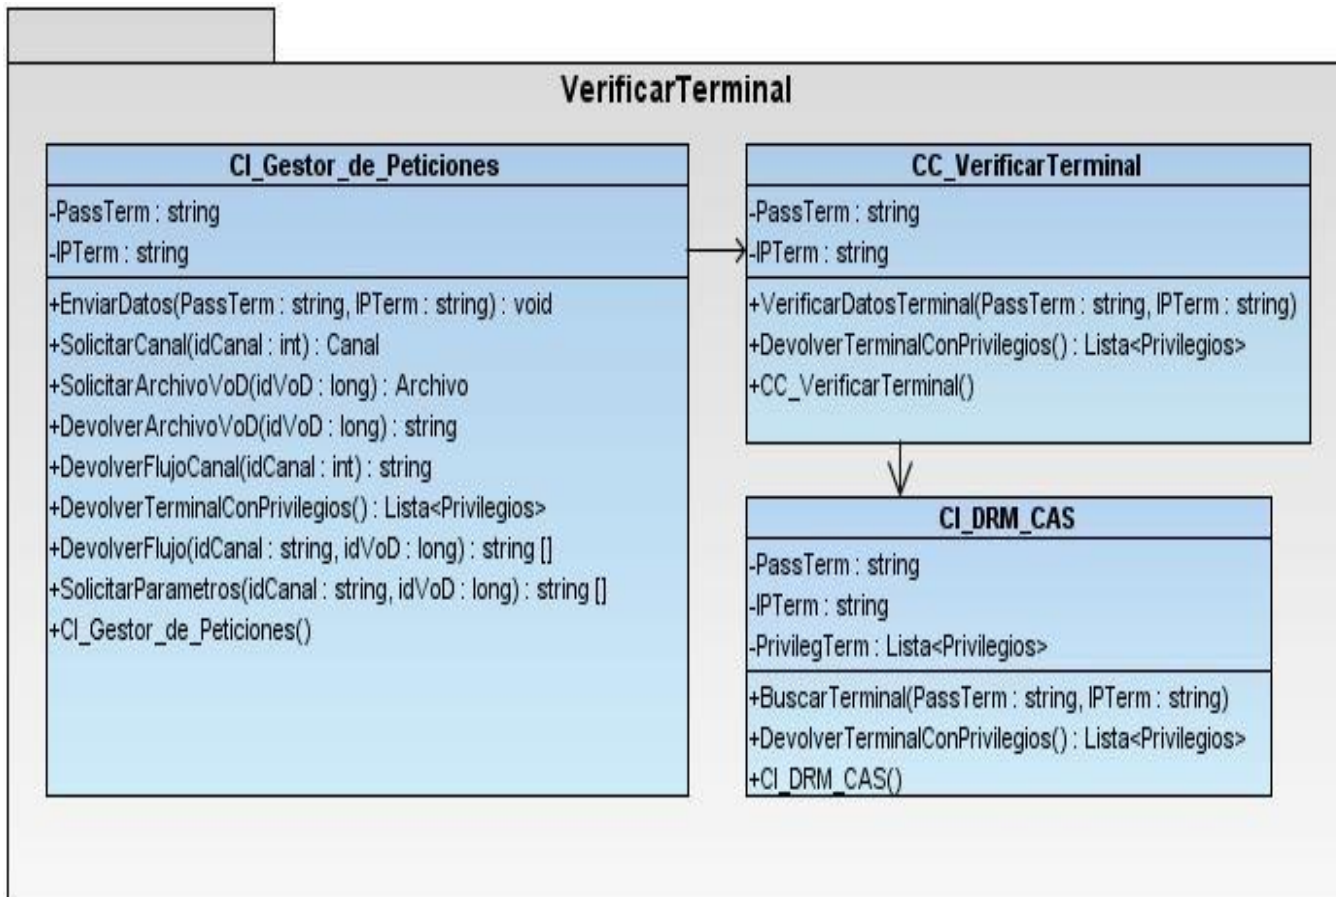 VerificarTerminal
CI_Gestor_de_Peticiones
-PassTerm : string
-IPTerm : string
+EnviarDatos(PassTerm : string, IPTerm : string) : void
+SolicitarCanal(idCanal : int) : Canal
+SolicitarArchivoVoD(idVoD : long) : Archivo
+DevolverArchivoVoD(idVoD : long) : string
+DevolverFlujoCanal(idCanal : int) : string
+DevolverTerminalConPrivilegios() : Lista<Privilegios>
+DevolverFlujo(idCanal : string, idVoD : long) : string []
+SolicitarParametros(idCanal : string, idVoD : long) : string []
+CI_Gestor_de_Peticiones()
CC_VerificarTerminal
-PassTerm : string
-IPTerm : string
+VerificarDatosTerminal(PassTerm : string, IPTerm : string)
+DevolverTerminalConPrivilegios() : Lista<Privilegios>
+CC_VerificarTerminal()
CI_DRM_CAS
-PassTerm : string
-IPTerm : string
-PrivilegTerm : Lista<Privilegios>
+BuscarTerminal(PassTerm : string, IPTerm : string)
+DevolverTerminalConPrivilegios() : Lista<Privilegios>
+CI_DRM_CAS()